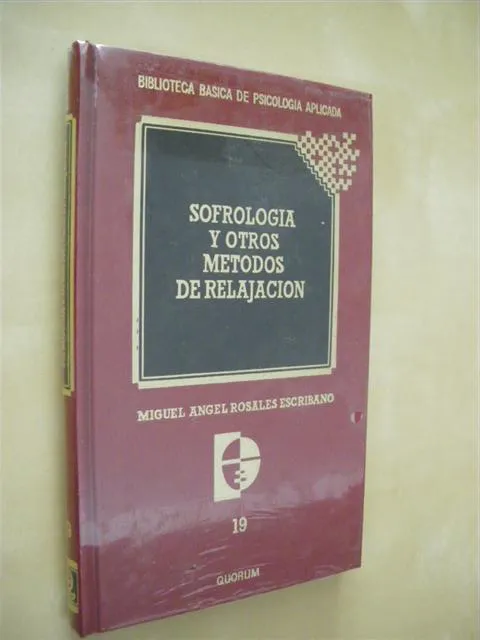 BIBLIOTECA BASICA DE PSICOLOGIA APLICADA
SOFROLOGIA
Y OTROS
METODOS
DE RELAJACION
MIGUEL ANGEL ROSALES ESCRIBANO
19
QUORUM